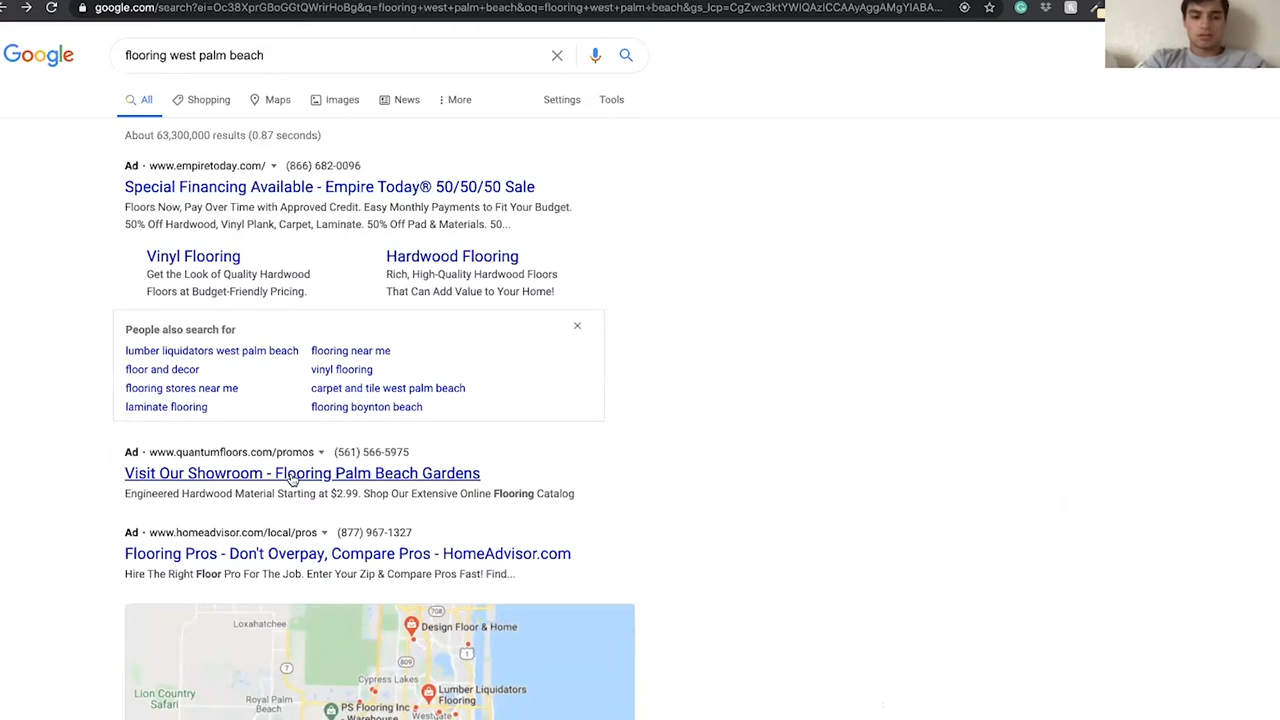 google.com/search?ei=Oc38XprGBoGGtQWrirHoBg&q=flooring+west+palm+beach&oq=flooring+west+palm+beach&gs_lcp=CgZwc3ktYWIQAzICCAAyAggAMgYIABA...
Google
flooring west palm beach
All
Shopping
Maps
Images
News
More
Settings
Tools
About 63,300,000 results (0.87 seconds)
Ad · www.empiretoday.com/ (866) 682-0096
Special Financing Available - Empire Today® 50/50/50 Sale
Floors Now, Pay Over Time with Approved Credit. Easy Monthly Payments to Fit Your Budget.
50% Off Hardwood, Vinyl Plank, Carpet, Laminate. 50% Off Pad & Materials. 50...
Vinyl Flooring
Get the Look of Quality Hardwood
Floors at Budget-Friendly Pricing.
Hardwood Flooring
Rich, High-Quality Hardwood Floors
That Can Add Value to Your Home!
People also search for
lumber liquidators west palm beach
flooring near me
floor and decor
vinyl flooring
flooring stores near me
carpet and tile west palm beach
laminate flooring
flooring boynton beach
Ad · www.quantumfloors.com/promos (561) 566-5975
Visit Our Showroom - Flooring Palm Beach Gardens
Engineered Hardwood Material Starting at $2.99. Shop Our Extensive Online Flooring Catalog
Ad · www.homeadvisor.com/local/pros (877) 967-1327
Flooring Pros - Don't Overpay, Compare Pros - HomeAdvisor.com
Hire The Right Floor Pro For The Job. Enter Your Zip & Compare Pros Fast! Find...
708
Loxahatchee
Design Floor & Home
1
809
7
Cypress Lakes
Lion Country
Safari
Royal Palm
Beach
Lumber Liquidators
Flooring
PS Flooring Inc
- Warehouse
Westgate